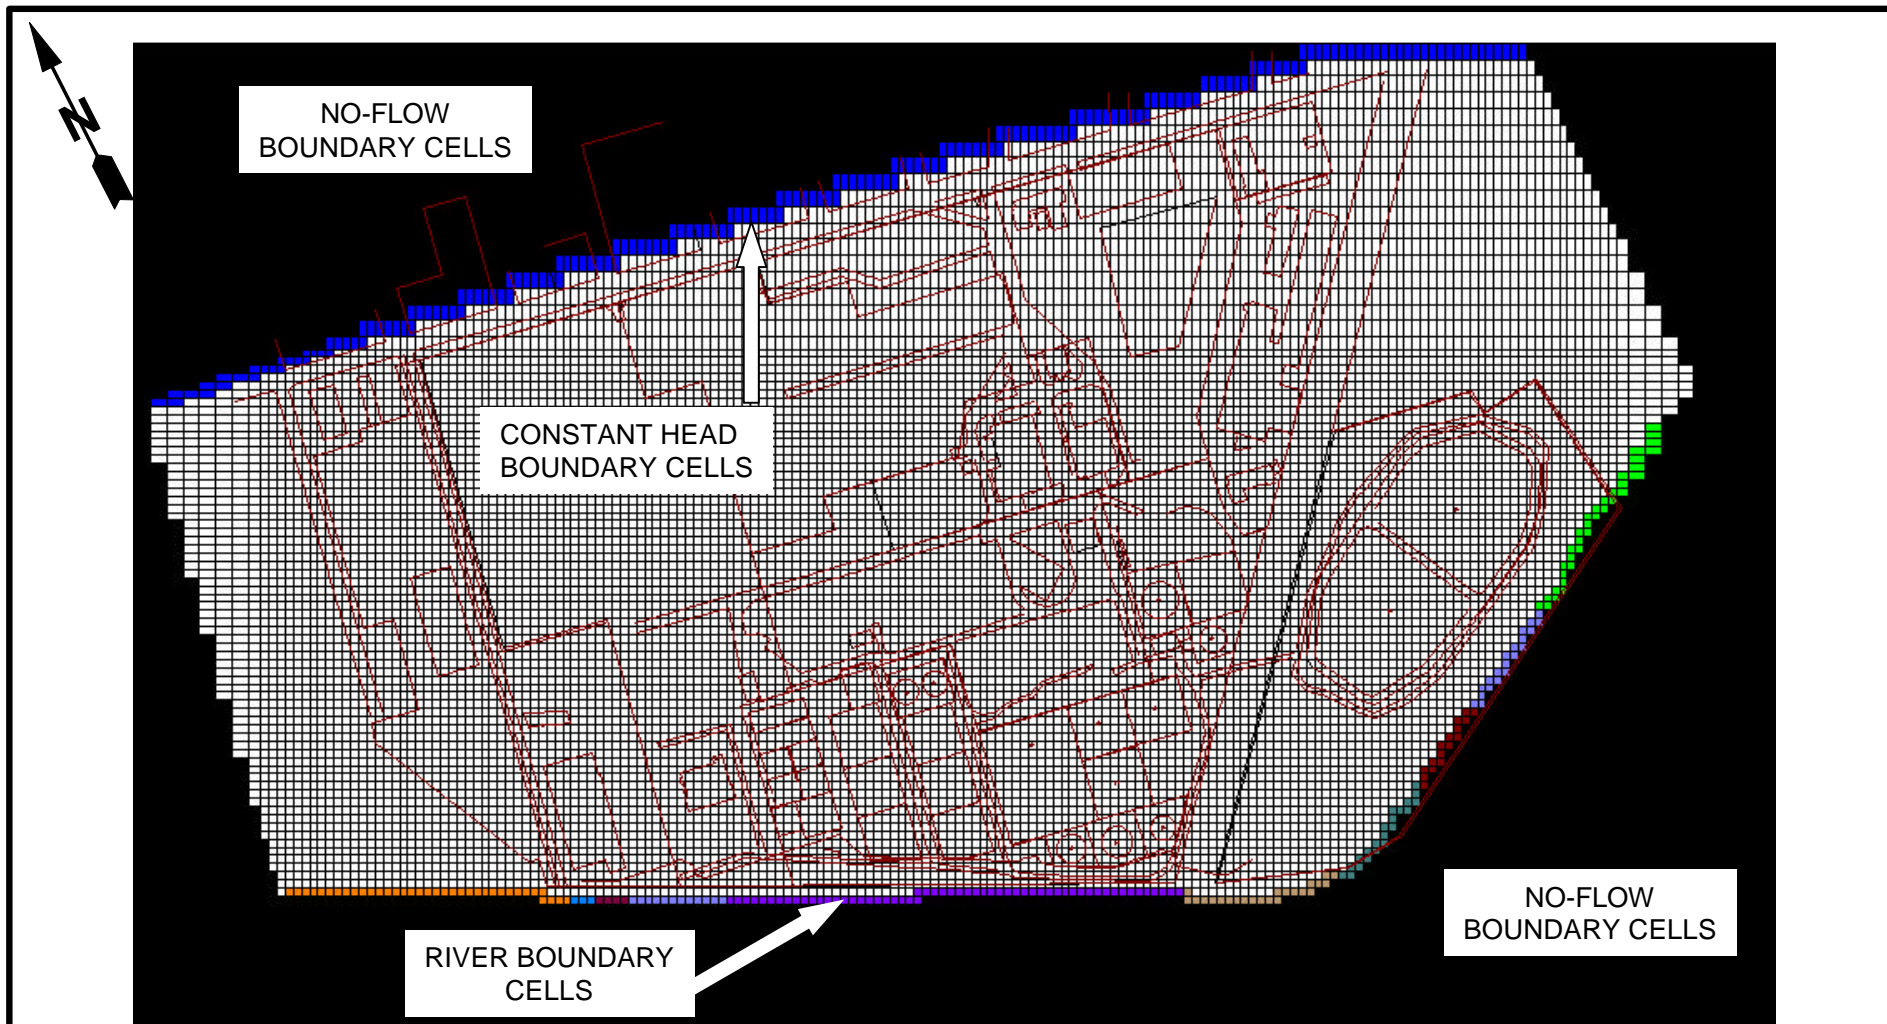 N
NO-FLOW
BOUNDARY CELLS
CONSTANT HEAD
BOUNDARY CELLS
RIVER BOUNDARY
CELLS
NO-FLOW
BOUNDARY CELLS